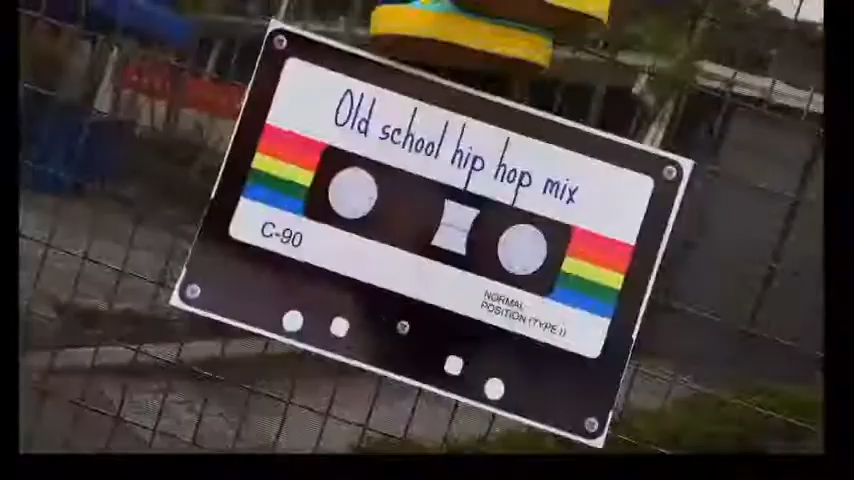 Old school hip hop mix
C-90
NORMAL
POSITION (TYPE I)